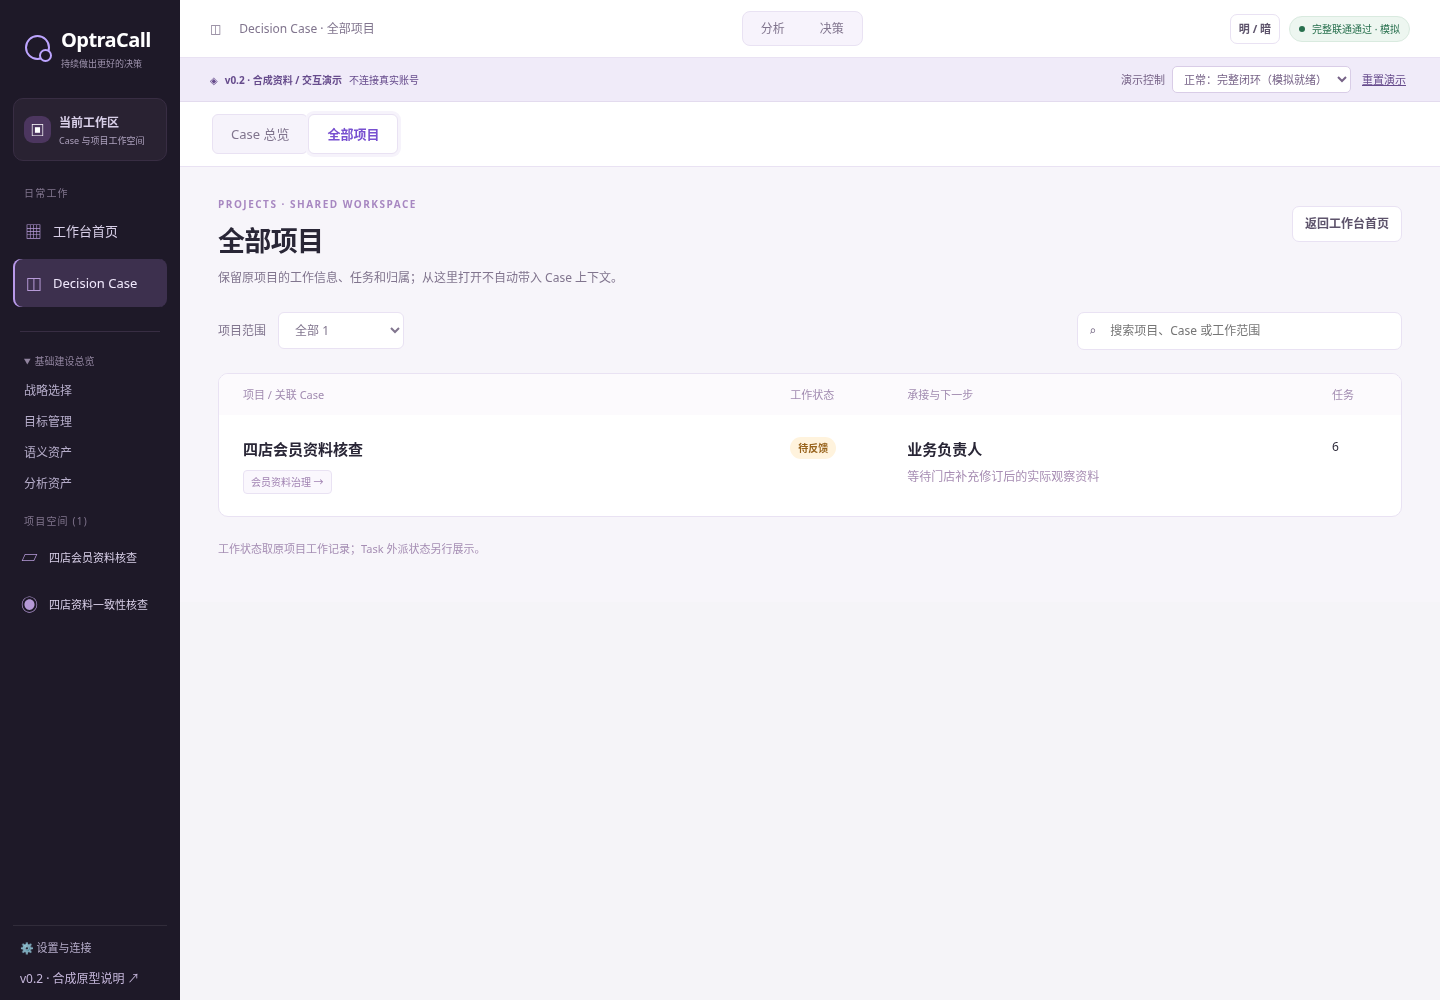 OptraCall
持续做出更好的决策
当前工作区
Case 与项目工作空间
日常工作
工作台首页
Decision Case
▼ 基础建设总览
战略选择
目标管理
语义资产
分析资产
项目空间 (1)
四店会员资料核查
四店资料一致性核查
设置与连接
v0.2 · 合成原型说明 ↗
Decision Case · 全部项目
分析
决策
明 / 暗
完整联通通过 · 模拟
v0.2 · 合成资料 / 交互演示 不连接真实账号
演示控制
正常：完整闭环（模拟就绪）
重置演示
Case 总览
全部项目
PROJECTS · SHARED WORKSPACE
全部项目
保留原项目的工作信息、任务和归属；从这里打开不自动带入 Case 上下文。
返回工作台首页
项目范围
全部 1
搜索项目、Case 或工作范围
项目 / 关联 Case
工作状态
承接与下一步
任务
四店会员资料核查
会员资料治理 →
待反馈
业务负责人
等待门店补充修订后的实际观察资料
6
工作状态取原项目工作记录；Task 外派状态另行展示。